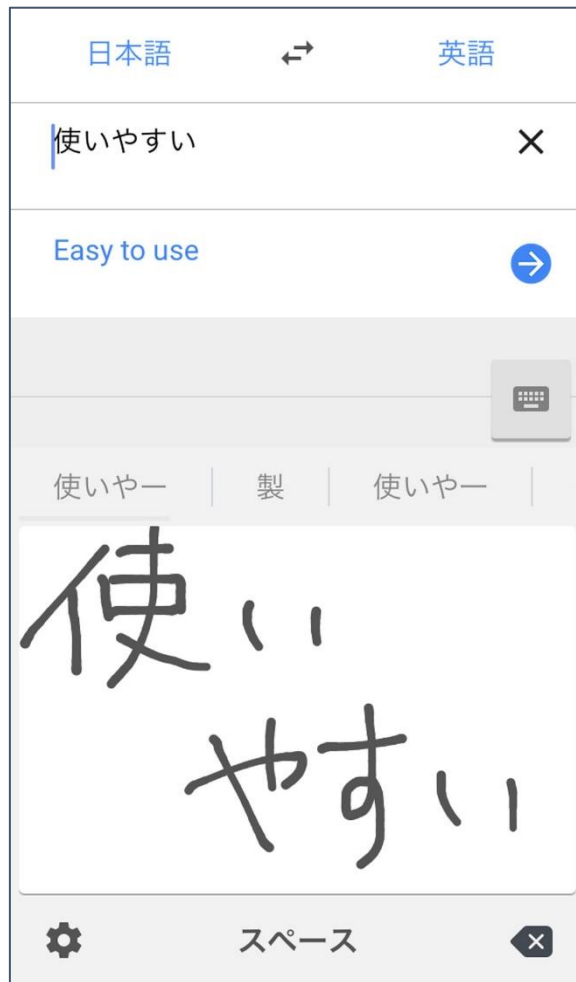 日本語 英語
使いやすい
Easy to use
使いやー 製 使いやー
使い
やすい
スペース